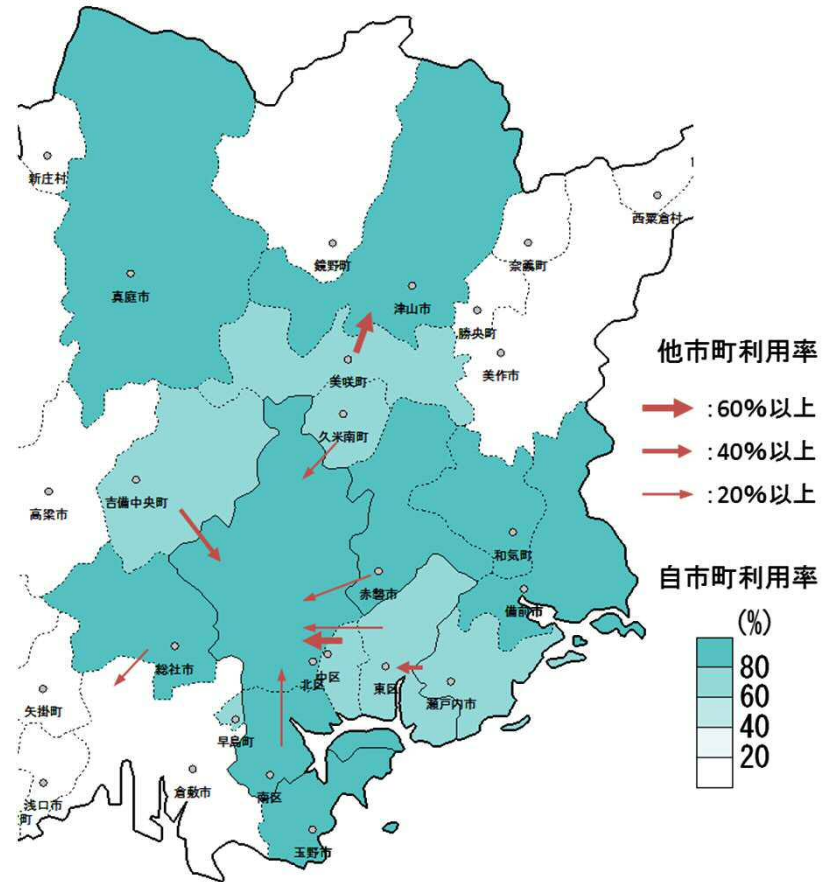 新庄村
西粟倉村
鏡野町
奈義町
真庭市
津山市
勝央町
美作市
美咲町
久米南町
吉備中央町
高梁市
和気町
赤磐市
備前市
総社市
中区
北区
東区
瀬戸内市
矢掛町
早島町
倉敷市
南区
浅口市
町
玉野市
他市町利用率
:60%以上
:40%以上
:20%以上
自市町利用率
(%)
80
60
40
20